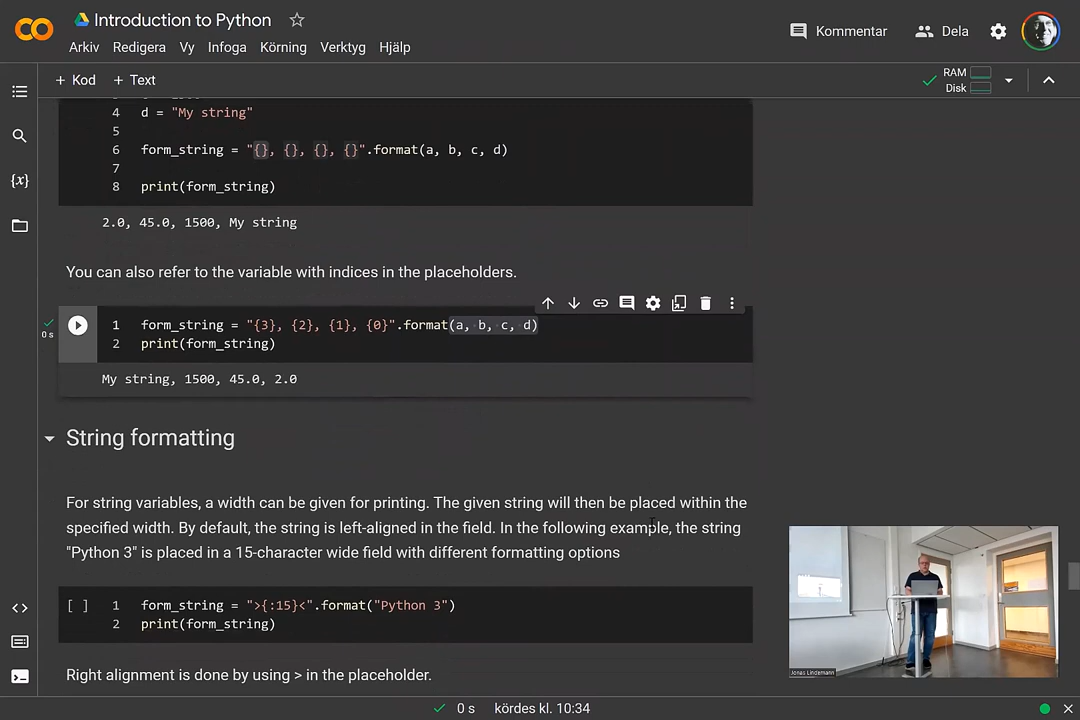 Introduction to Python
Arkiv Redigera Vy Infoga Körning Verktyg Hjälp
Kommentar Dela
+ Kod + Text
RAM
Disk
4 d = "My string"
5
6 form_string = "{}, {}, {}, {}".format(a, b, c, d)
7
8 print(form_string)
2.0, 45.0, 1500, My string
You can also refer to the variable with indices in the placeholders.
0 s
1 form_string = "{3}, {2}, {1}, {0}".format(a, b, c, d)
2 print(form_string)
My string, 1500, 45.0, 2.0
String formatting
For string variables, a width can be given for printing. The given string will then be placed within the
specified width. By default, the string is left-aligned in the field. In the following example, the string
"Python 3" is placed in a 15-character wide field with different formatting options
[ ] 1 form_string = ">{:15}<".format("Python 3")
2 print(form_string)
Right alignment is done by using > in the placeholder.
Jonas Lindemann
0 s kördes kl. 10:34